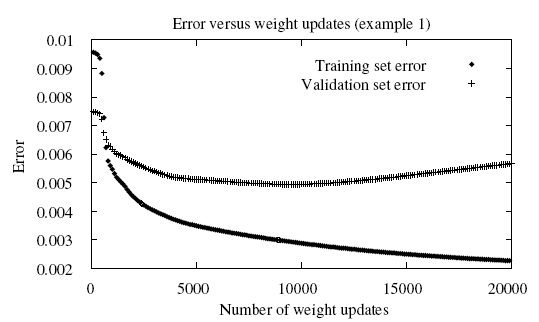 Error versus weight updates (example 1)
0.01
Training set error
Validation set error
0.009
0.008
0.007
0.006
0.005
0.004
0.003
0.002
Error
0 5000 10000 15000 20000
Number of weight updates